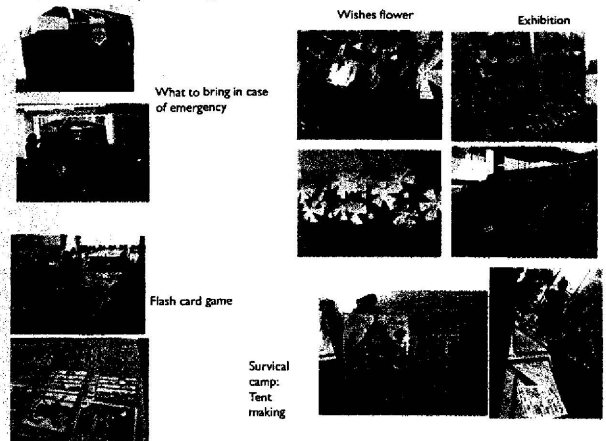 Wishes flower
Exhibition
What to bring in case
of emergency
Flash card game
Survical
camp:
Tent
making